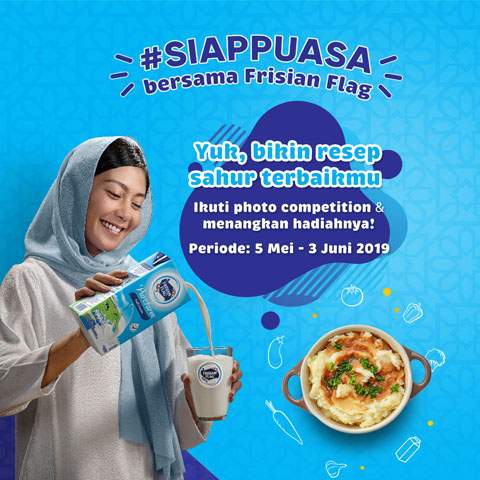 #SIAPPUASA
bersama Frisian Flag
Yuk, bikin resep
sahur terbaikmu
Ikuti photo competition &
menangkan hadiahnya!
Periode: 5 Mei - 3 Juni 2019